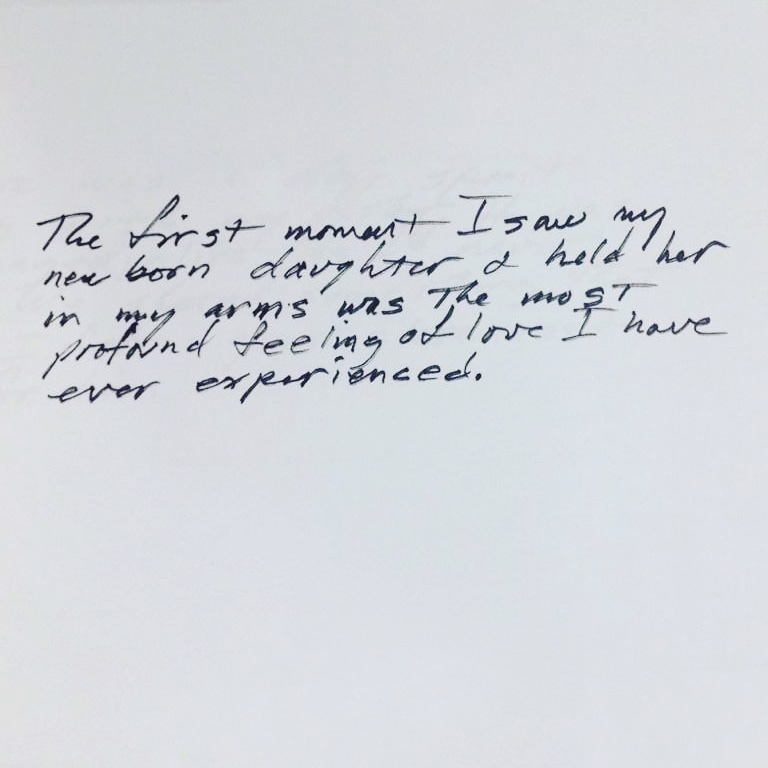 The first moment I saw my
new born daughter & held her
in my arms was The most
profound feeling of love I have
ever experienced.